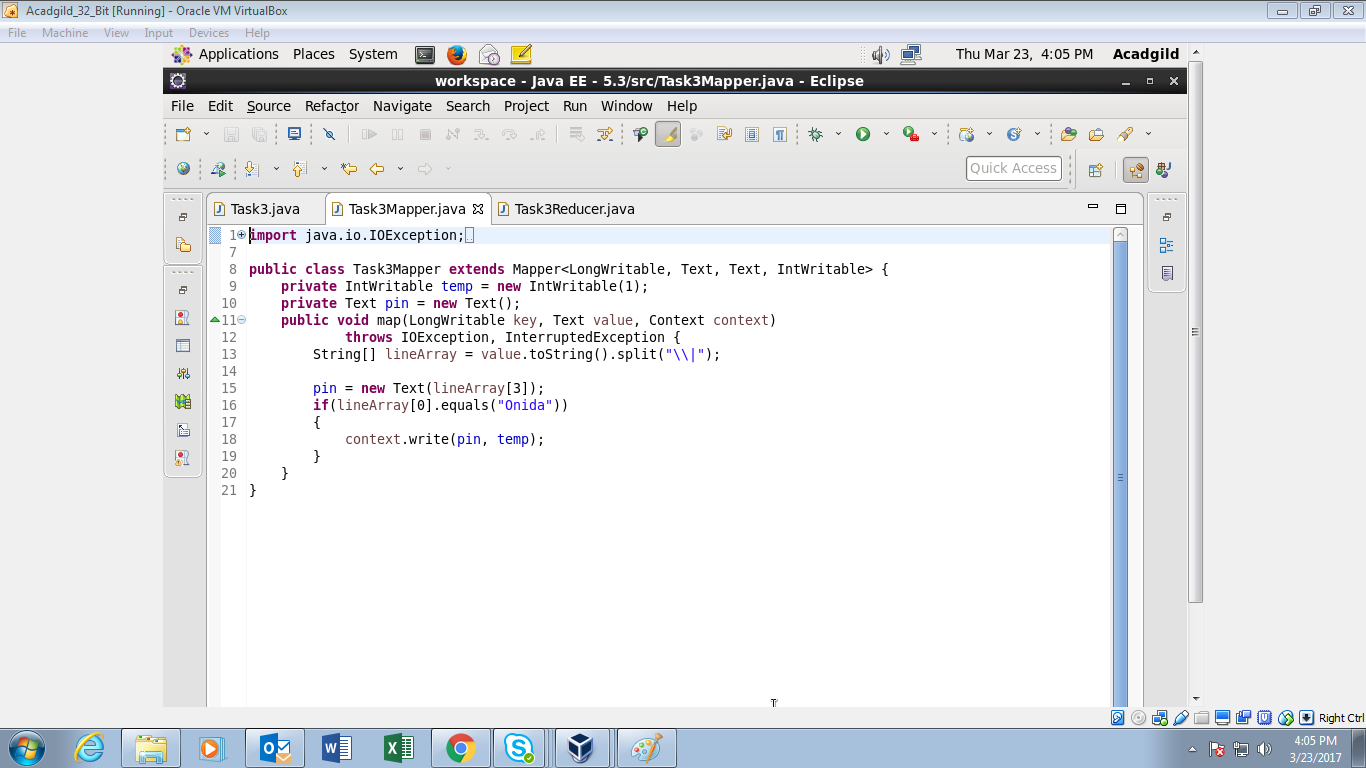 Acadgild_32_Bit [Running] - Oracle VM VirtualBox
File Machine View Input Devices Help
Applications Places System Thu Mar 23, 4:05 PM Acadgild
workspace - Java EE - 5.3/src/Task3Mapper.java - Eclipse
File Edit Source Refactor Navigate Search Project Run Window Help
Quick Access
Task3.java Task3Mapper.java Task3Reducer.java
1 import java.io.IOException;
7
8 public class Task3Mapper extends Mapper<LongWritable, Text, Text, IntWritable> {
9 private IntWritable temp = new IntWritable(1);
10 private Text pin = new Text();
11 public void map(LongWritable key, Text value, Context context)
12 throws IOException, InterruptedException {
13 String[] lineArray = value.toString().split("\\|");
14
15 pin = new Text(lineArray[3]);
16 if(lineArray[0].equals("Onida"))
17 {
18 context.write(pin, temp);
19 }
20 }
21 }
Right Ctrl
4:05 PM
3/23/2017